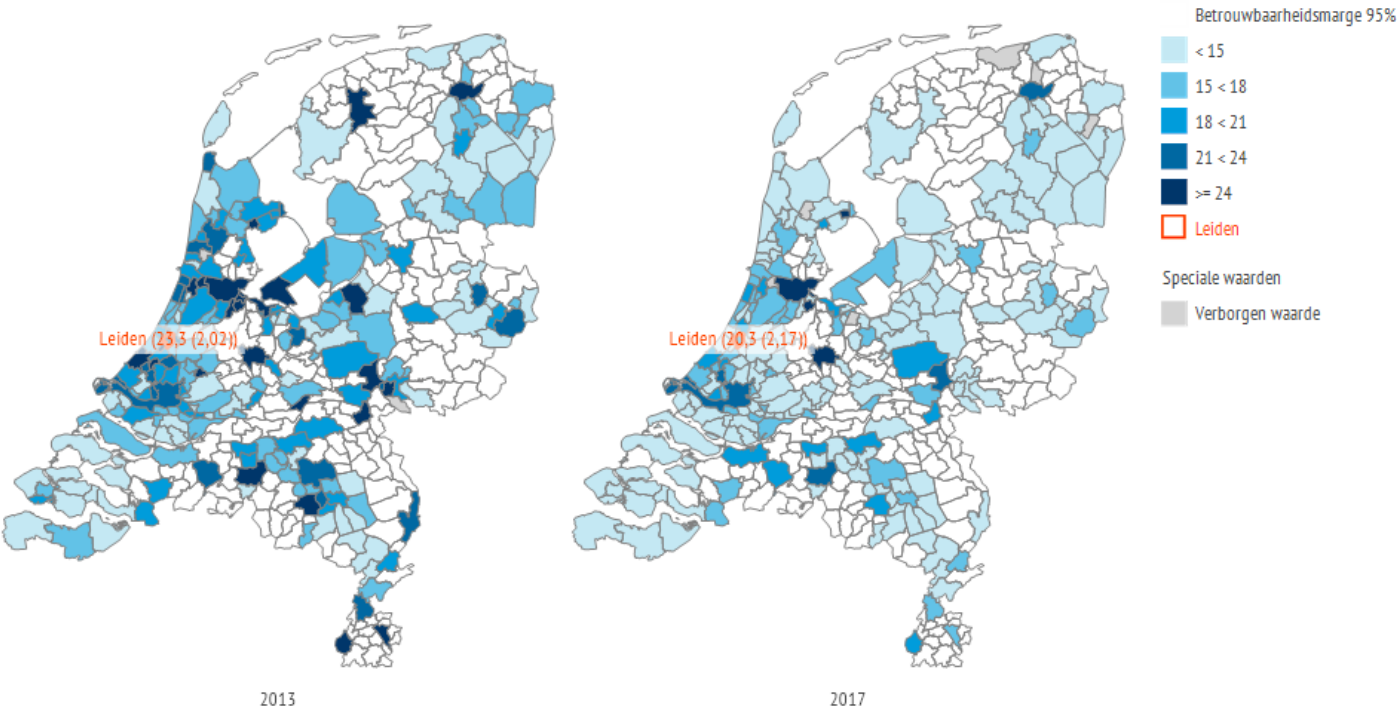 Betrouwbaarheidsmarge 95%
< 15
15 < 18
18 < 21
21 < 24
>= 24
Leiden
Speciale waarden
Verborgen waarde
Leiden (23,3 (2,02))
Leiden (20,3 (2,17))
2013
2017